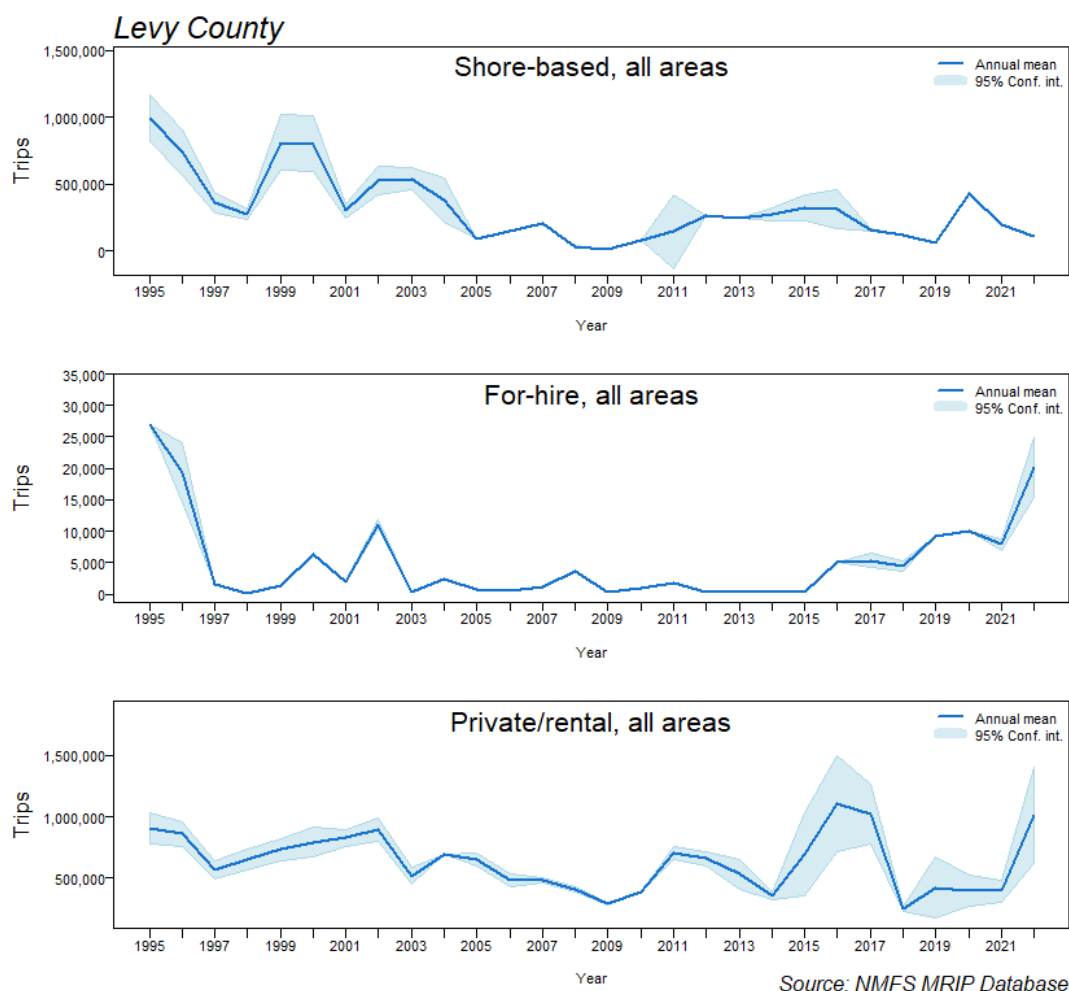 Levy County
Shore-based, all areas
Annual mean
95% Conf. int.
Trips
1,500,000
1,000,000
500,000
0
1995 1997 1999 2001 2003 2005 2007 2009 2011 2013 2015 2017 2019 2021
Year
For-hire, all areas
Annual mean
95% Conf. int.
Trips
35,000
30,000
25,000
20,000
15,000
10,000
5,000
0
1995 1997 1999 2001 2003 2005 2007 2009 2011 2013 2015 2017 2019 2021
Year
Private/rental, all areas
Annual mean
95% Conf. int.
Trips
1,500,000
1,000,000
500,000
1995 1997 1999 2001 2003 2005 2007 2009 2011 2013 2015 2017 2019 2021
Year
Source: NMFS MRIP Database